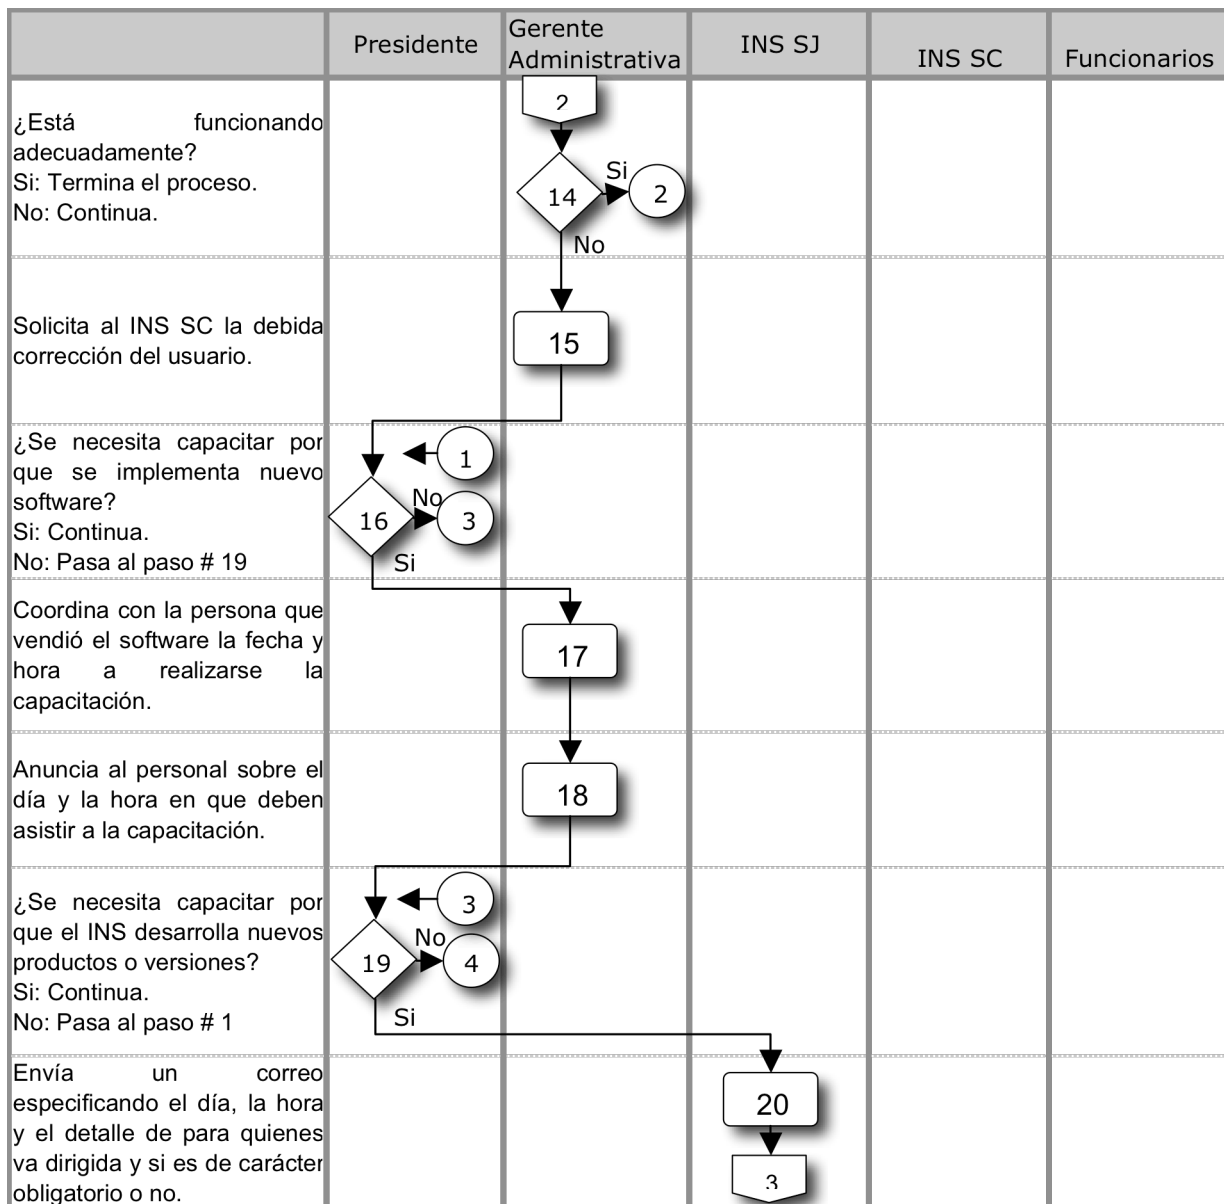 Presidente
Gerente
Administrativa
INS SJ
INS SC
Funcionarios
¿Está funcionando
adecuadamente?
Si: Termina el proceso.
No: Continua.
2
14
Si
2
No
Solicita al INS SC la debida
corrección del usuario.
15
¿Se necesita capacitar por
que se implementa nuevo
software?
Si: Continua.
No: Pasa al paso # 19
1
16
No
3
Si
Coordina con la persona que
vendió el software la fecha y
hora a realizarse la
capacitación.
17
Anuncia al personal sobre el
día y la hora en que deben
asistir a la capacitación.
18
¿Se necesita capacitar por
que el INS desarrolla nuevos
productos o versiones?
Si: Continua.
No: Pasa al paso # 1
3
19
No
4
Si
Envía un correo
especificando el día, la hora
y el detalle de para quienes
va dirigida y si es de carácter
obligatorio o no.
20
3